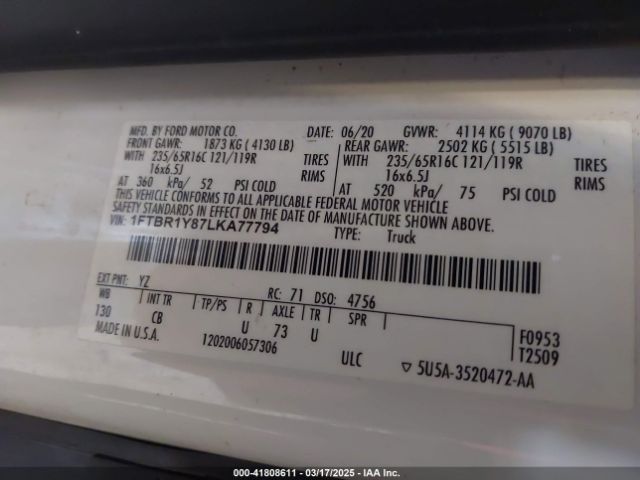 MFD. BY FORD MOTOR CO. DATE: 06/20 GVWR: 4114 KG ( 9070 LB)
FRONT GAWR: 1873 KG ( 4130 LB) REAR GAWR: 2502 KG ( 5515 LB)
WITH 235/65R16C 121/119R TIRES WITH 235/65R16C 121/119R TIRES
16x6.5J RIMS 16x6.5J RIMS
AT 360 kPa/ 52 PSI COLD AT 520 kPa/ 75 PSI COLD
THIS VEHICLE CONFORMS TO ALL APPLICABLE FEDERAL MOTOR VEHICLE
SAFETY STANDARDS IN EFFECT ON THE DATE OF MANUFACTURE SHOWN ABOVE.
VIN: 1FTBR1Y87LKA77794 TYPE: Truck
EXT PNT: YZ RC: 71 DSO: 4756
WB INT TR TP/PS R AXLE TR SPR
130 CB U 73 U F0953
MADE IN U.S.A. 1202006057306 T2509
ULC ▽ 5U5A-3520472-AA
000-41808611 — 03/17/2025 — IAA Inc.